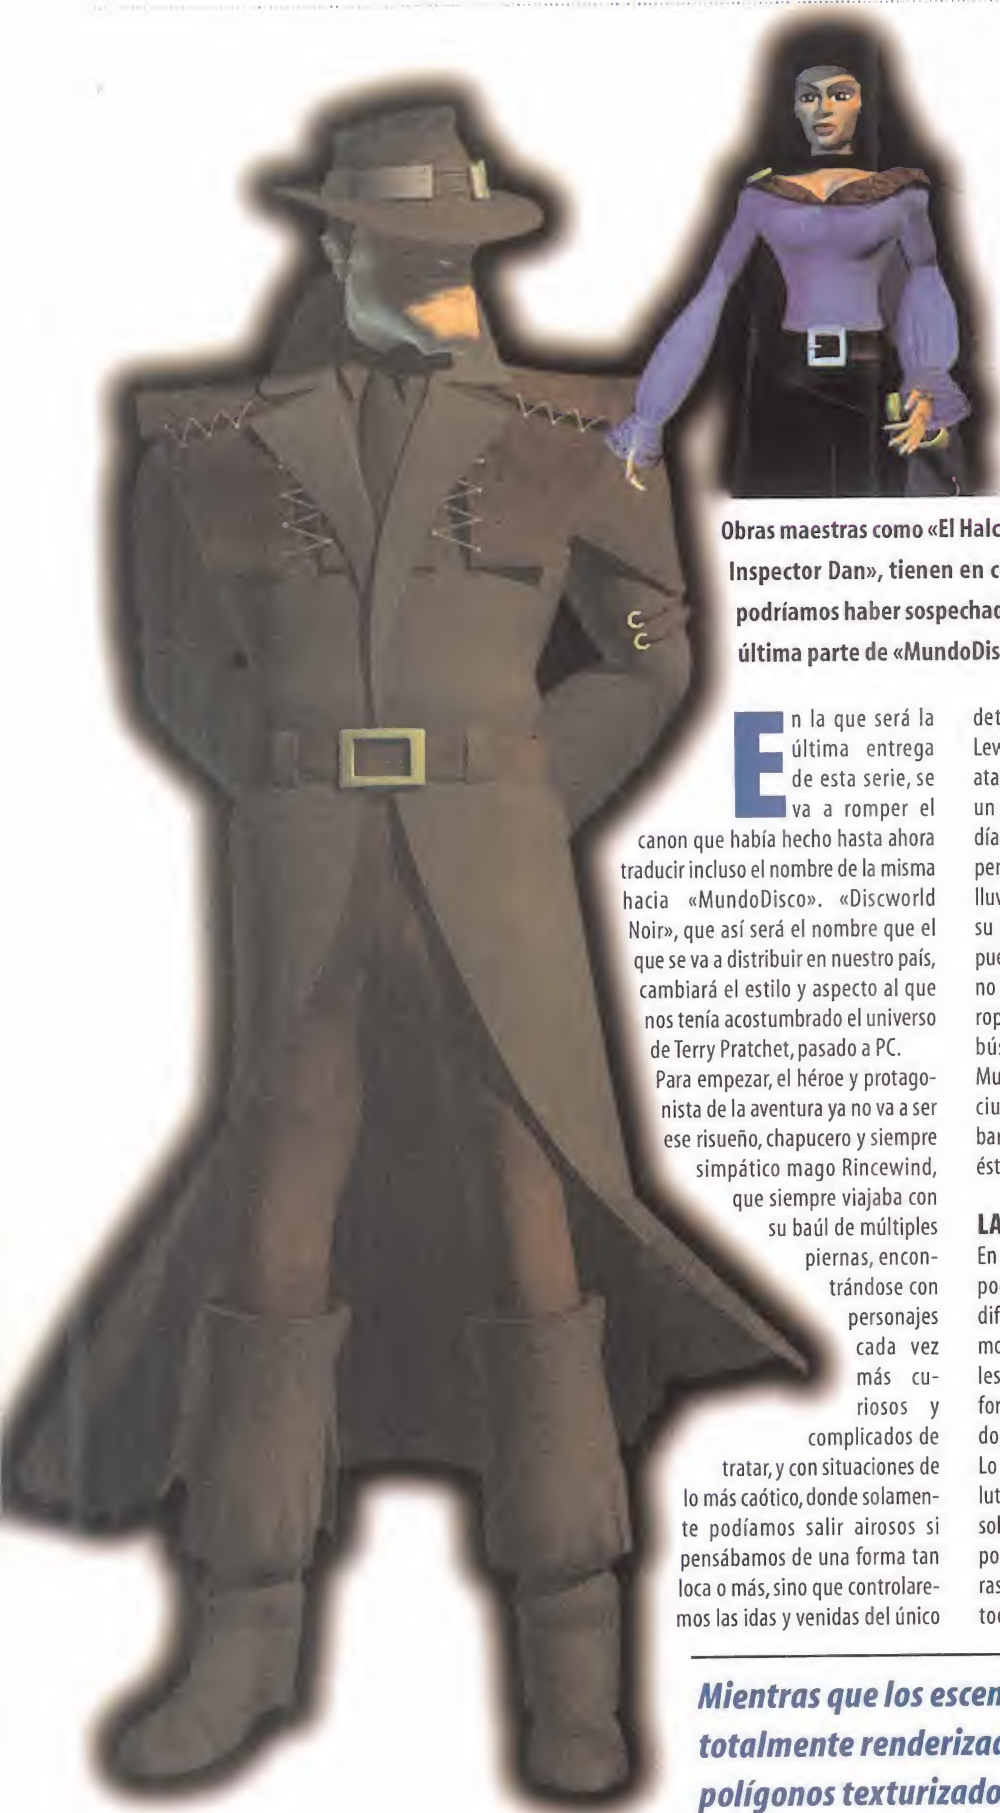 Obras maestras como «El Halc
Inspector Dan», tienen en c
podríamos haber sospechad
última parte de «MundoDis
En la que será la
última entrega
de esta serie, se
va a romper el
canon que había hecho hasta ahora
traducir incluso el nombre de la misma
hacia «MundoDisco». «Discworld
Noir», que así será el nombre que el
que se va a distribuir en nuestro país,
cambiará el estilo y aspecto al que
nos tenía acostumbrado el universo
de Terry Pratchet, pasado a PC.
Para empezar, el héroe y protago-
nista de la aventura ya no va a ser
ese risueño, chapucero y siempre
simpático mago Rincewind,
que siempre viajaba con
su baúl de múltiples
piernas, encon-
trándose con
personajes
cada vez
más cu-
riosos y
complicados de
tratar, y con situaciones de
lo más caótico, donde solamen-
te podíamos salir airosos si
pensábamos de una forma tan
loca o más, sino que controlare-
mos las idas y venidas del único
det
Lew
ata
un
día
per
lluv
su
pue
no
rop
bús
Mu
ciu
bar
ést
LA
En
po
dif
mo
les
for
do
Lo
lut
sol
po
ras
too
Mientras que los escen
totalmente renderizad
polígonos texturizado